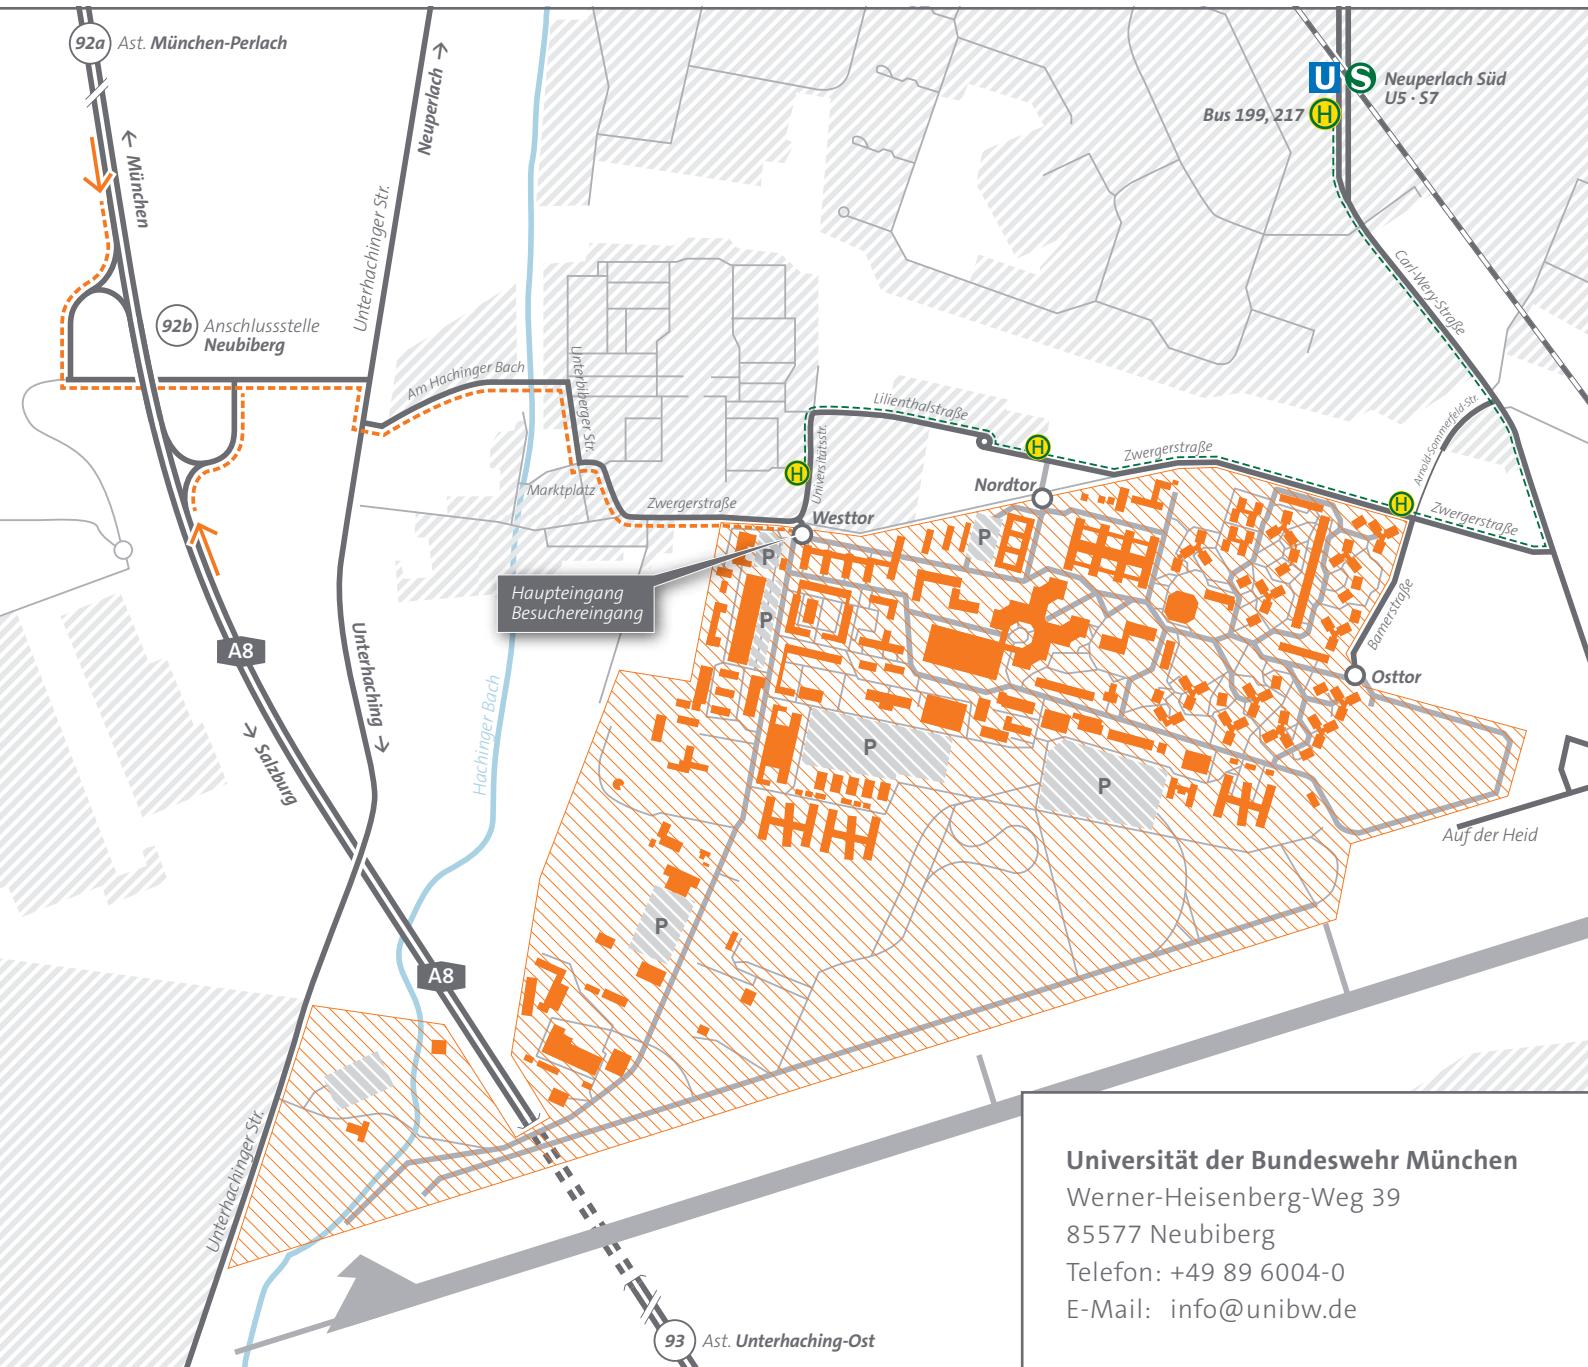 92a Ast. München-Perlach
← München
Neuperlach →
Unterhachinger Str.
92b Anschlussstelle
Neubiberg
U S Neuperlach Süd
U5 · S7
Bus 199, 217 H
Carl-Wery-Straße
Am Hachinger Bach
Unterbiberger Str.
Lilienthalstraße
Universitätsstr.
H
H
Zwergerstraße
Arnold-Sommerfeld-Str.
H
Zwergerstraße
Marktplatz
Zwergerstraße
Westtor
Nordtor
Haupteingang
Besuchereingang
P
P
P
Bamerstraße
Osttor
A8
Unterhaching →
→ Salzburg
Hachinger Bach
P
P
P
Auf der Heid
A8
Unterhachinger Str.
93 Ast. Unterhaching-Ost
Universität der Bundeswehr München
Werner-Heisenberg-Weg 39
85577 Neubiberg
Telefon: +49 89 6004-0
E-Mail: info@unibw.de